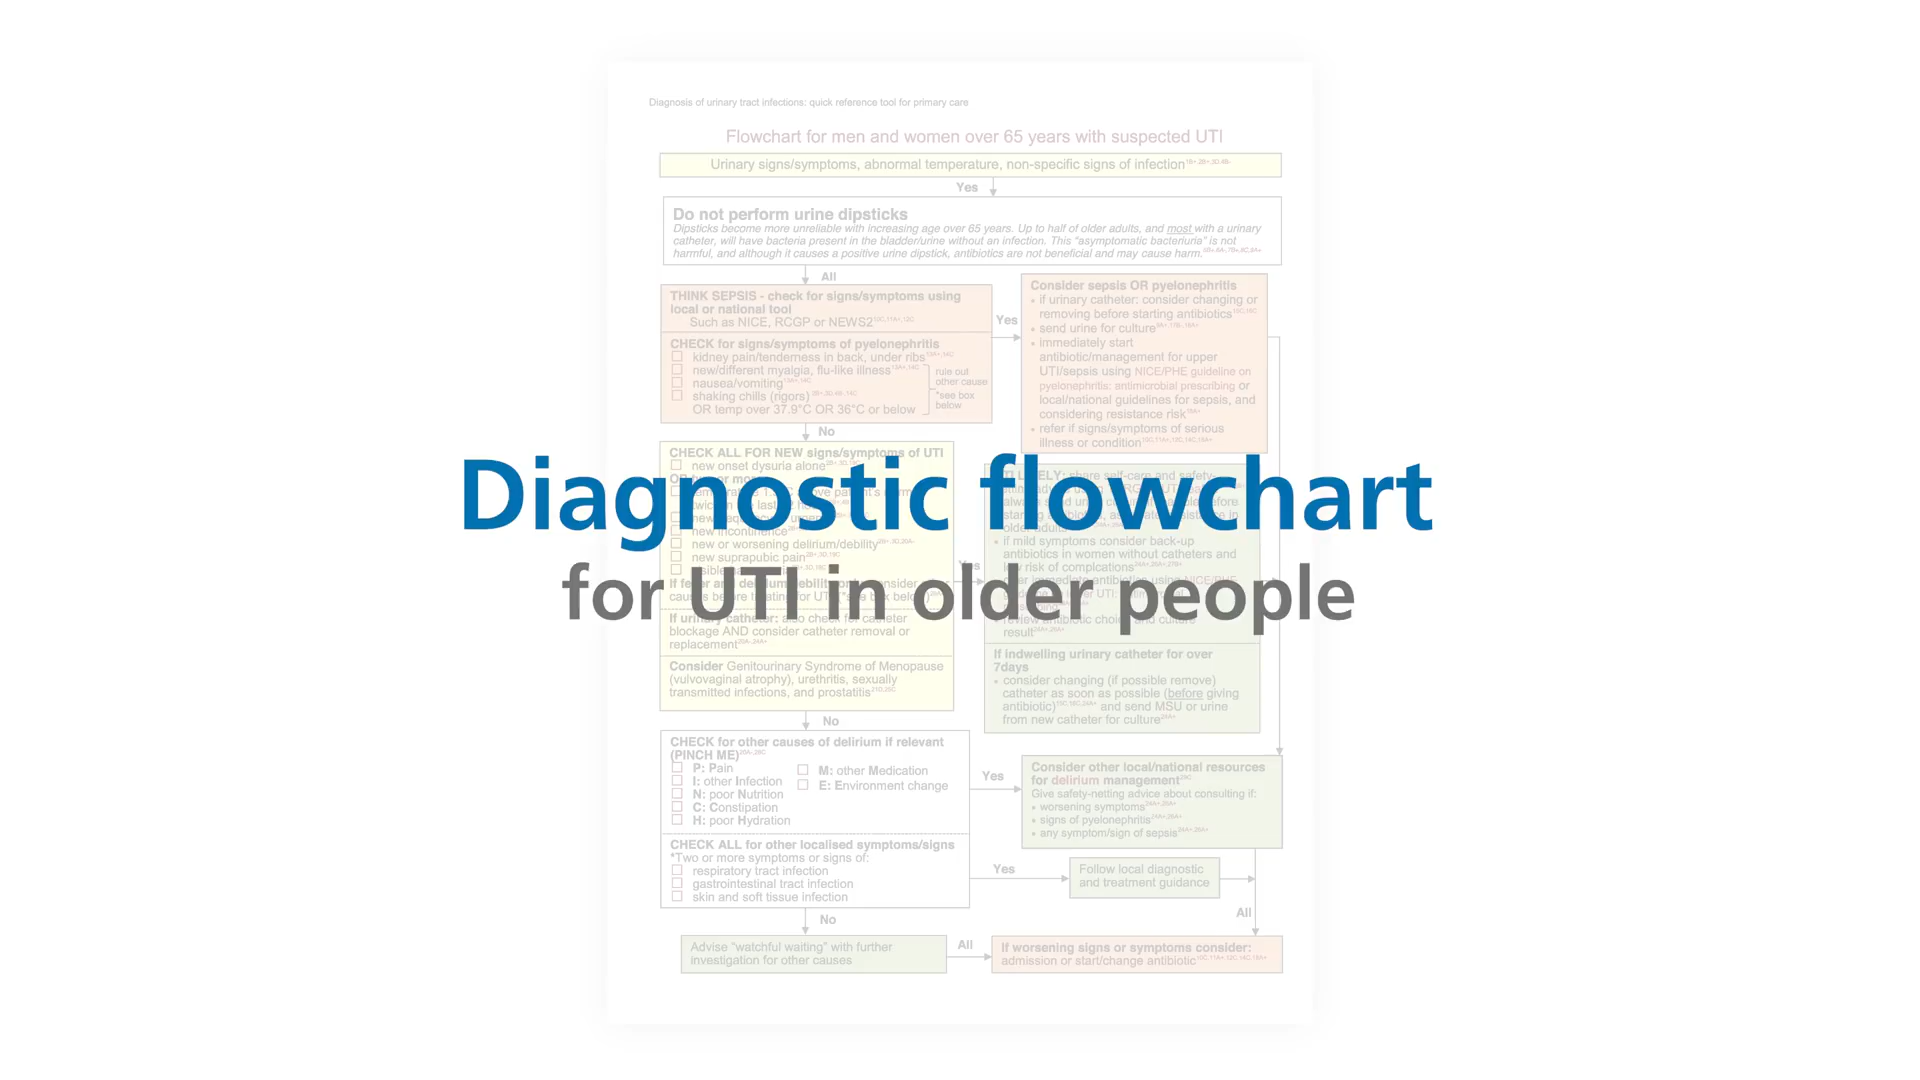 Diagnosis of urinary tract infections: quick reference tool for primary care
Flowchart for men and women over 65 years with suspected UTI
Urinary signs/symptoms, abnormal temperature, non-specific signs of infection
Yes
Do not perform urine dipsticks
Dipsticks become more unreliable with increasing age over 65 years. Up to half of older adults, and most with a urinary
catheter, will have bacteria present in the bladder/urine without an infection. This “asymptomatic bacteriuria” is not
harmful, and although it causes a positive urine dipstick, antibiotics are not beneficial and may cause harm.
All
THINK SEPSIS - check for signs/symptoms using
local or national tool
Such as NICE, RCGP or NEWS2
CHECK for signs/symptoms of pyelonephritis
kidney pain/tenderness in back, under ribs
new/different myalgia, flu-like illness
nausea/vomiting
shaking chills (rigors)
OR temp over 37.9°C OR 36°C or below
rule out
other cause
*see box
below
Yes
Consider sepsis OR pyelonephritis
• if urinary catheter: consider changing or
removing before starting antibiotics
• send urine for culture
• immediately start
antibiotic/management for upper
UTI/sepsis using NICE/PHE guideline on
pyelonephritis: antimicrobial prescribing or
local/national guidelines for sepsis, and
considering resistance risk
• refer if signs/symptoms of serious
illness or condition
No
CHECK ALL FOR NEW signs/symptoms of UTI
new onset dysuria alone
Diagnostic flowchart
for UTI in older people
new incontinence
new or worsening delirium/debility
new suprapubic pain
If urinary catheter: also check for catheter
blockage AND consider catheter removal or
replacement
Consider Genitourinary Syndrome of Menopause
(vulvovaginal atrophy), urethritis, sexually
transmitted infections, and prostatitis
Yes
share self-care and safety-
older adults
• if mild symptoms consider back-up
antibiotics in women without catheters and
low risk of complications
result
If indwelling urinary catheter for over
7days
• consider changing (if possible remove)
catheter as soon as possible (before giving
antibiotic) and send MSU or urine
from new catheter for culture
No
CHECK for other causes of delirium if relevant
(PINCH ME)
P: Pain
I: other Infection
N: poor Nutrition
C: Constipation
H: poor Hydration
M: other Medication
E: Environment change
Yes
Consider other local/national resources
for delirium management
Give safety-netting advice about consulting if:
• worsening symptoms
• signs of pyelonephritis
• any symptom/sign of sepsis
CHECK ALL for other localised symptoms/signs
*Two or more symptoms or signs of:
respiratory tract infection
gastrointestinal tract infection
skin and soft tissue infection
Yes
Follow local diagnostic
and treatment guidance
All
No
Advise “watchful waiting” with further
investigation for other causes
All
If worsening signs or symptoms consider:
admission or start/change antibiotic